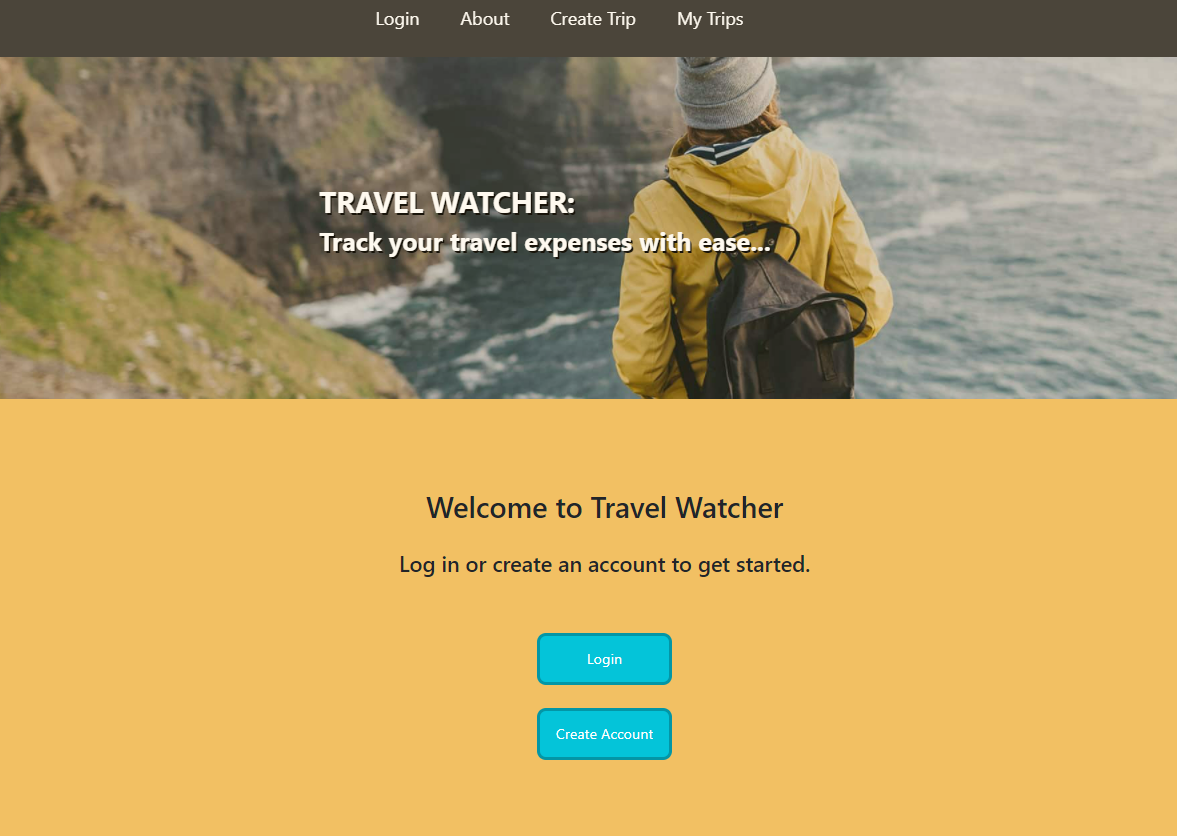 Login About Create Trip My Trips
TRAVEL WATCHER:
Track your travel expenses with ease...
Welcome to Travel Watcher
Log in or create an account to get started.
Login
Create Account